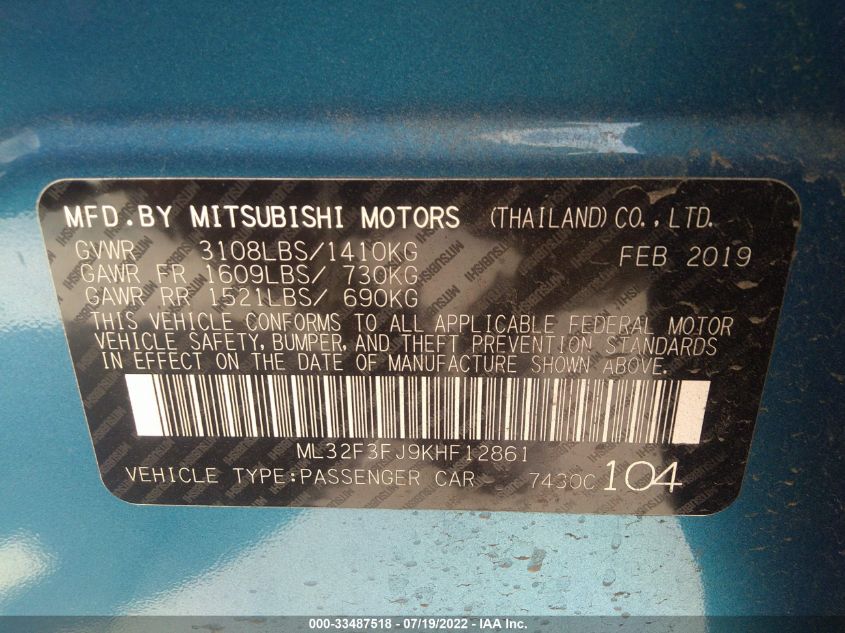 MFD.BY MITSUBISHI MOTORS (THAILAND) CO.,LTD.
GVWR 3108LBS/1410KG FEB 2019
GAWR FR 1609LBS/ 730KG
GAWR RR 1521LBS/ 690KG
THIS VEHICLE CONFORMS TO ALL APPLICABLE FEDERAL MOTOR
VEHICLE SAFETY, BUMPER, AND THEFT PREVENTION STANDARDS
IN EFFECT ON THE DATE OF MANUFACTURE SHOWN ABOVE.
ML32F3FJ9KHF12861
VEHICLE TYPE:PASSENGER CAR 7430C 104
000-33487518 - 07/19/2022 - IAA Inc.